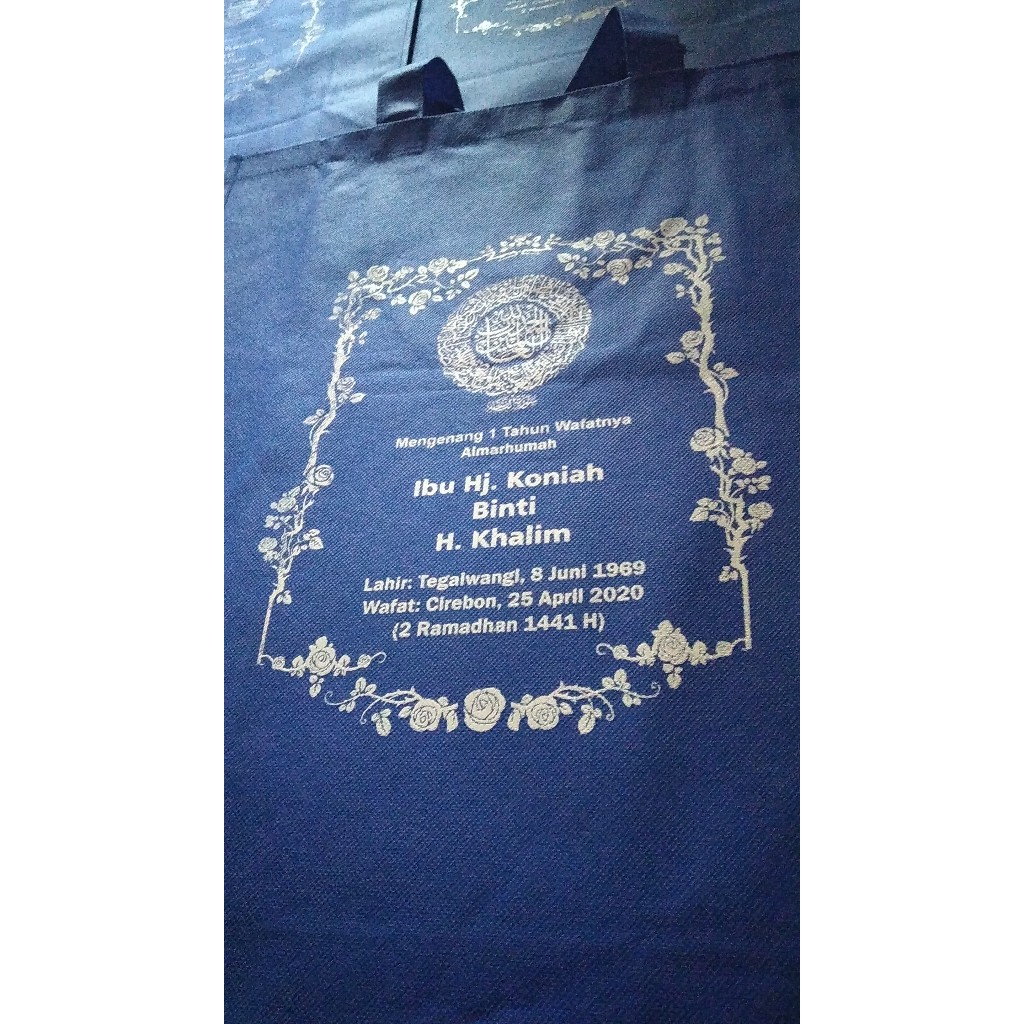 Mengenang 1 Tahun Wafatnya
Almarhumah
Ibu Hj. Koniah
Binti
H. Khalim
Lahir: Tegalwangi, 8 Juni 1969
Wafat: Cirebon, 25 April 2020
(2 Ramadhan 1441 H)